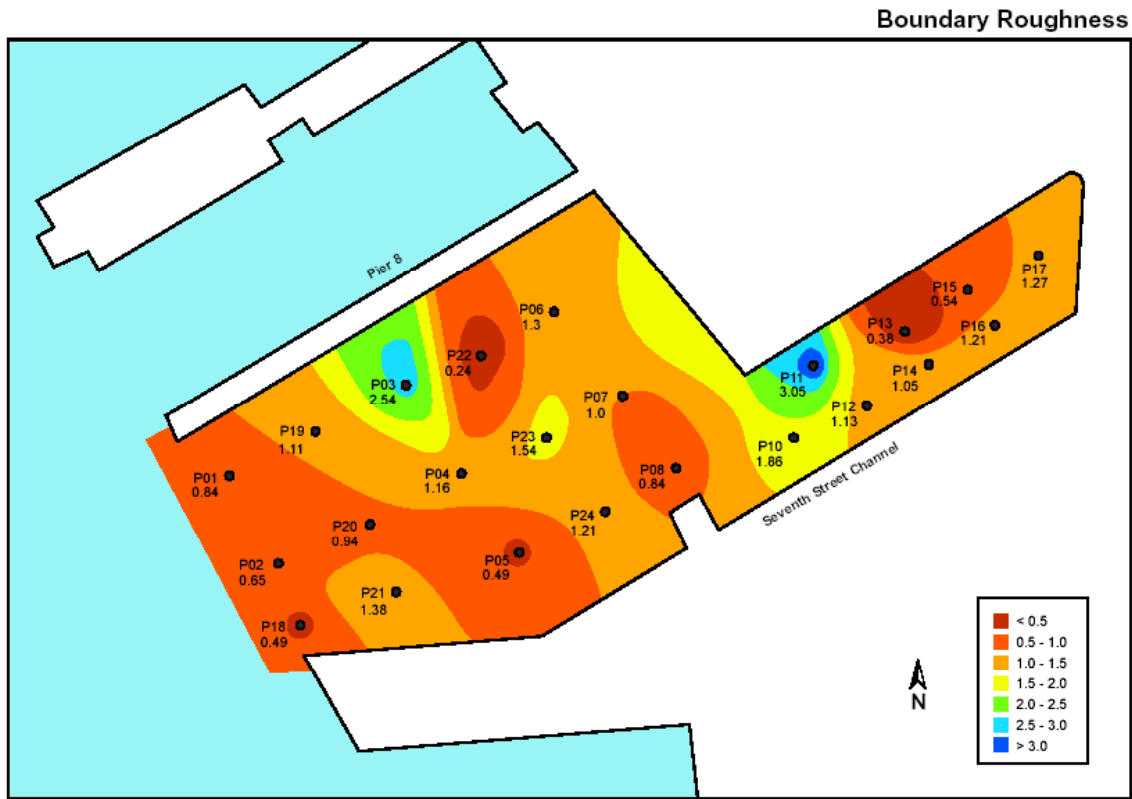 Boundary Roughness
Pier 8
P17
1.27
P15
0.54
P06
1.3
P13
0.38
P16
1.21
P22
0.24
P14
1.05
P11
3.05
P03
2.54
P07
1.0
P12
1.13
P19
1.11
P23
1.54
P10
1.86
P04
1.16
P08
0.84
P01
0.84
Seventh Street Channel
P24
1.21
P20
0.94
P05
0.49
P02
0.65
P21
1.38
P18
0.49
< 0.5
0.5 - 1.0
1.0 - 1.5
1.5 - 2.0
2.0 - 2.5
2.5 - 3.0
> 3.0
N